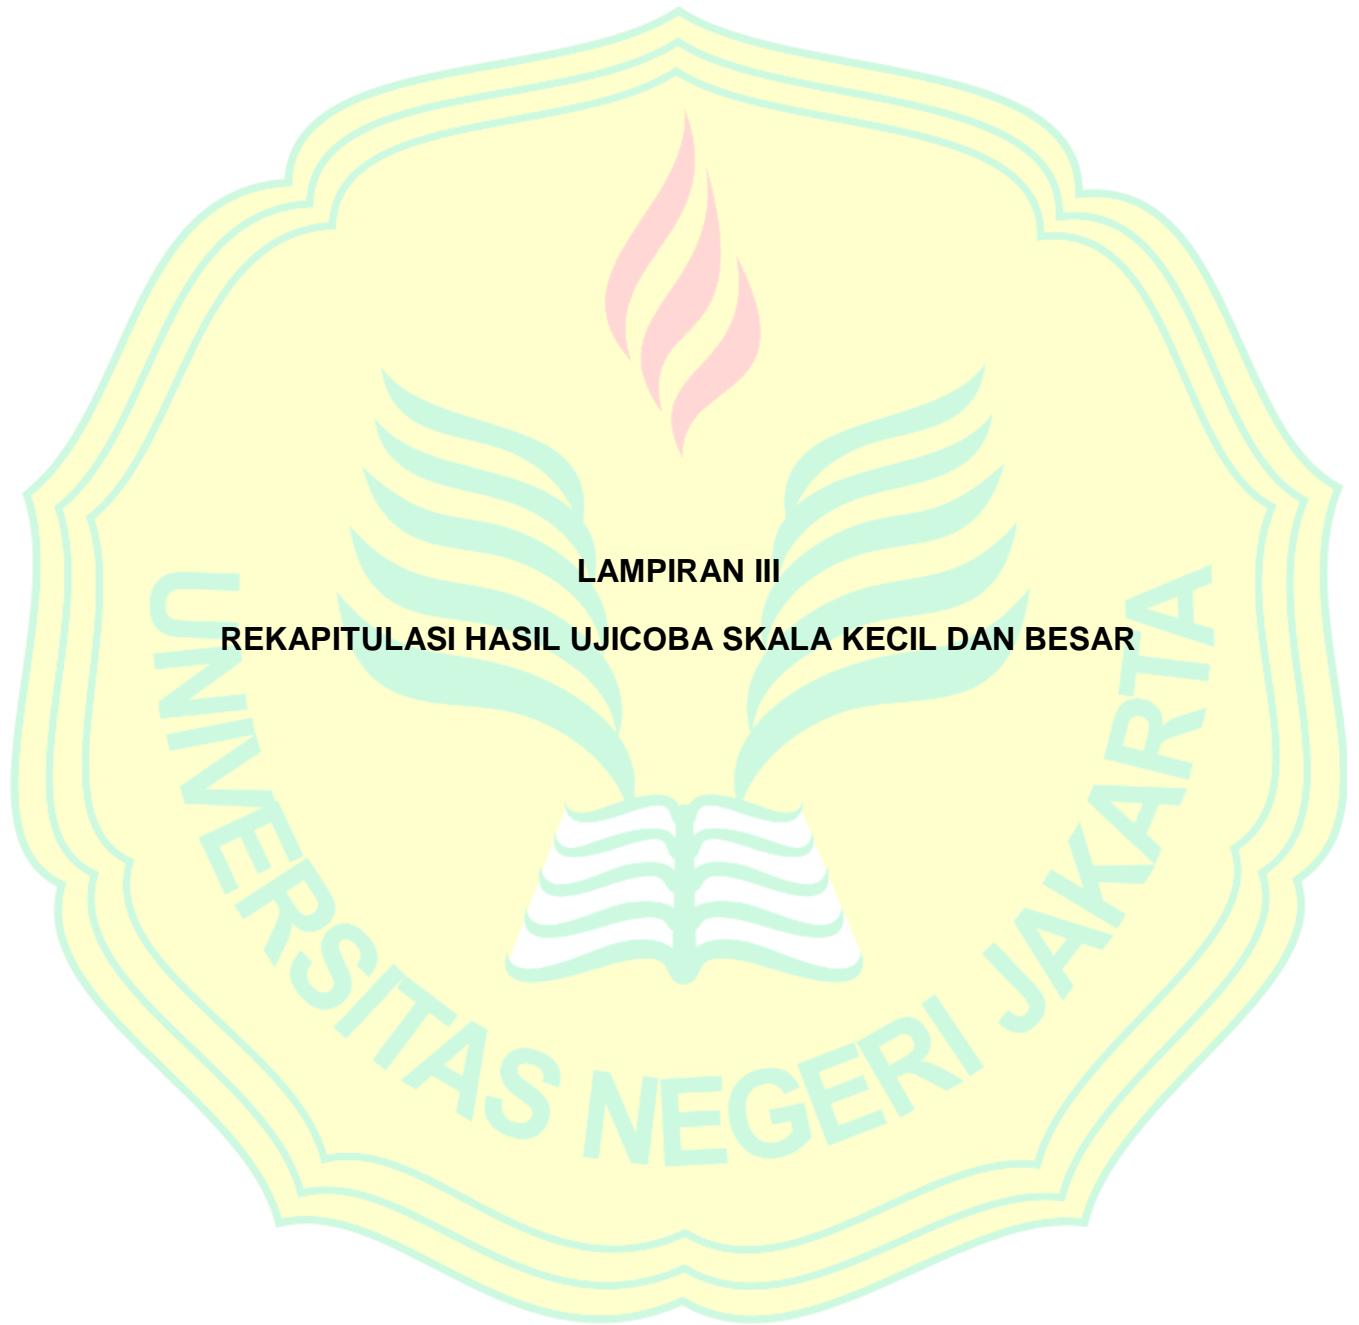 LAMPIRAN III
REKAPITULASI HASIL UJICOBA SKALA KECIL DAN BESAR
UNIVERSITAS NEGERI JAKARTA